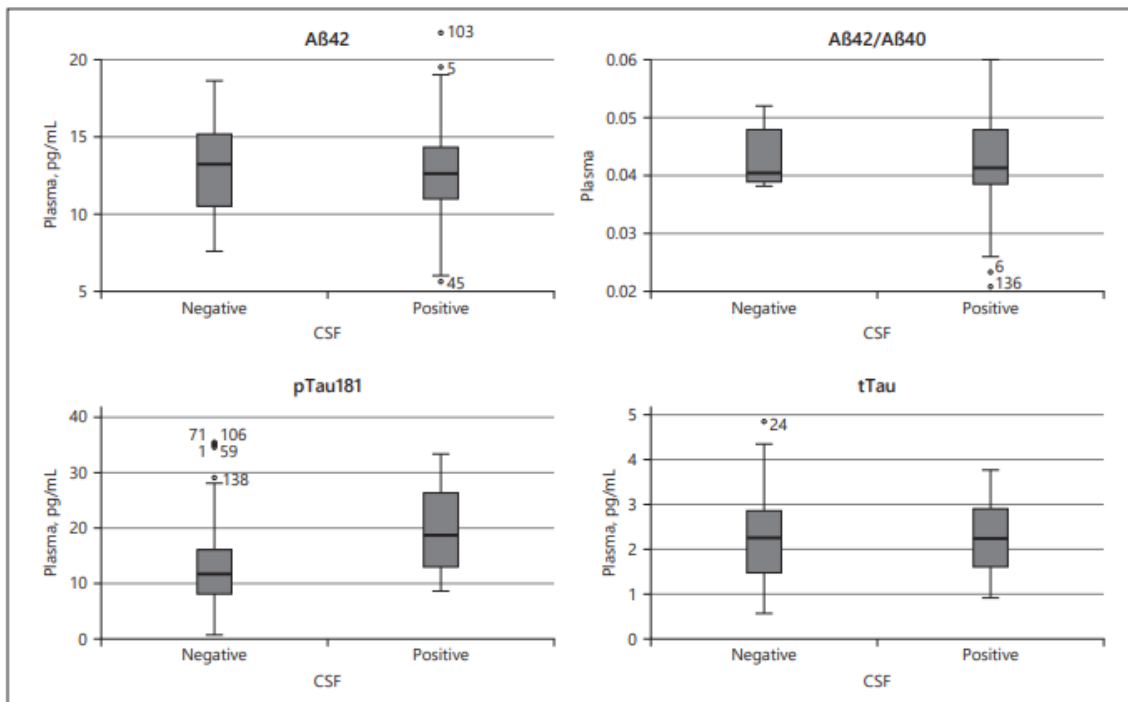 Aß42
103
5
45
20
15
10
5
Plasma, pg/mL
Negative
Positive
CSF
Aß42/Aß40
6
136
0.06
0.05
0.04
0.03
0.02
Plasma
Negative
Positive
CSF
pTau181
71 106
1 59
138
40
30
20
10
0
Plasma, pg/mL
Negative
Positive
CSF
tTau
24
5
4
3
2
1
0
Plasma, pg/mL
Negative
Positive
CSF